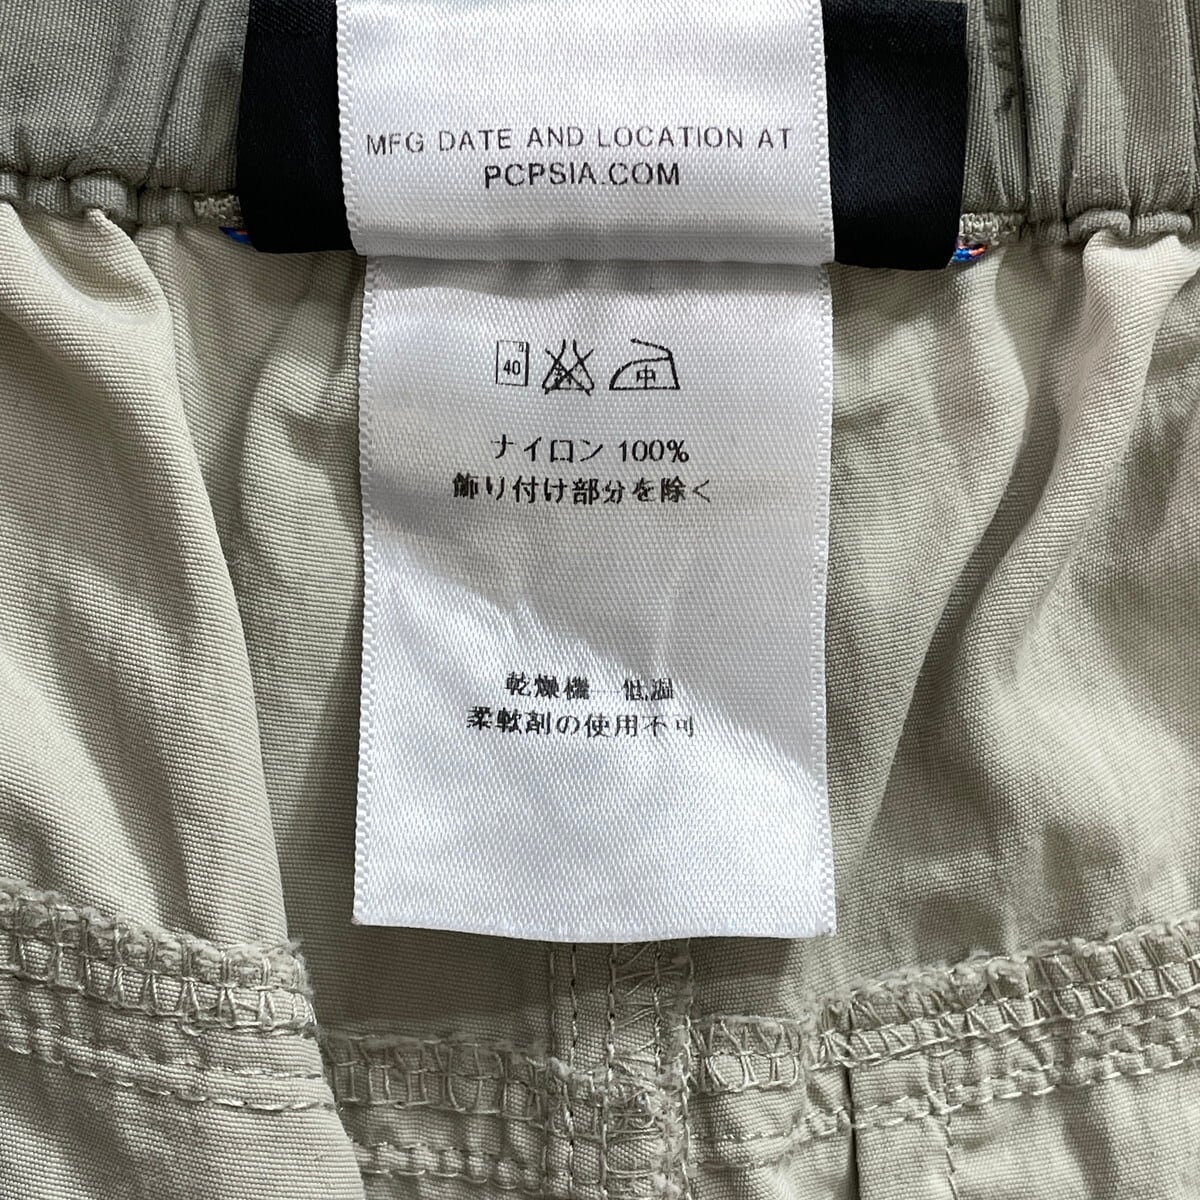 MFG DATE AND LOCATION AT
PCPSIA.COM
40 中
ナイロン 100%
飾り付け部分を除く
乾燥機―低温
柔軟剤の使用不可